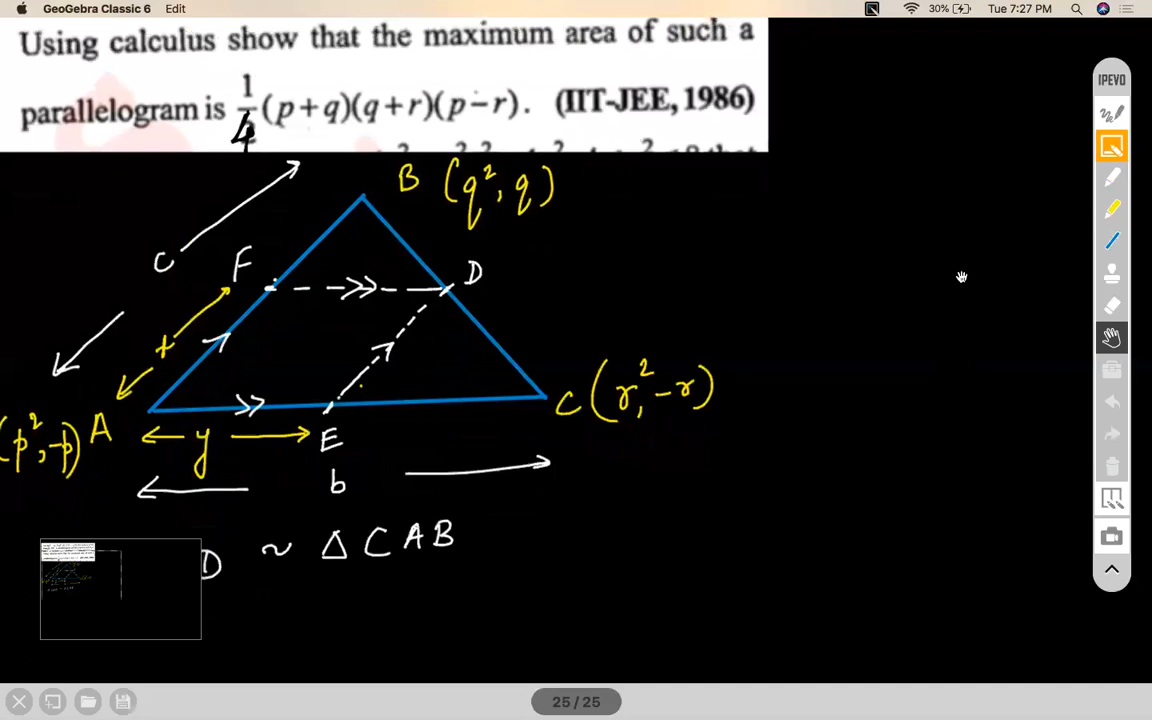 GeoGebra Classic 6 Edit 30% Tue 7:27 PM
Using calculus show that the maximum area of such a
parallelogram is 1/4 (p+q)(q+r)(p−r). (IIT-JEE, 1986)
IPEVO
B (q², q)
C
F
D
x
C (r², -r)
(p², -p) A
y
E
b
D ~ Δ CAB
25 / 25